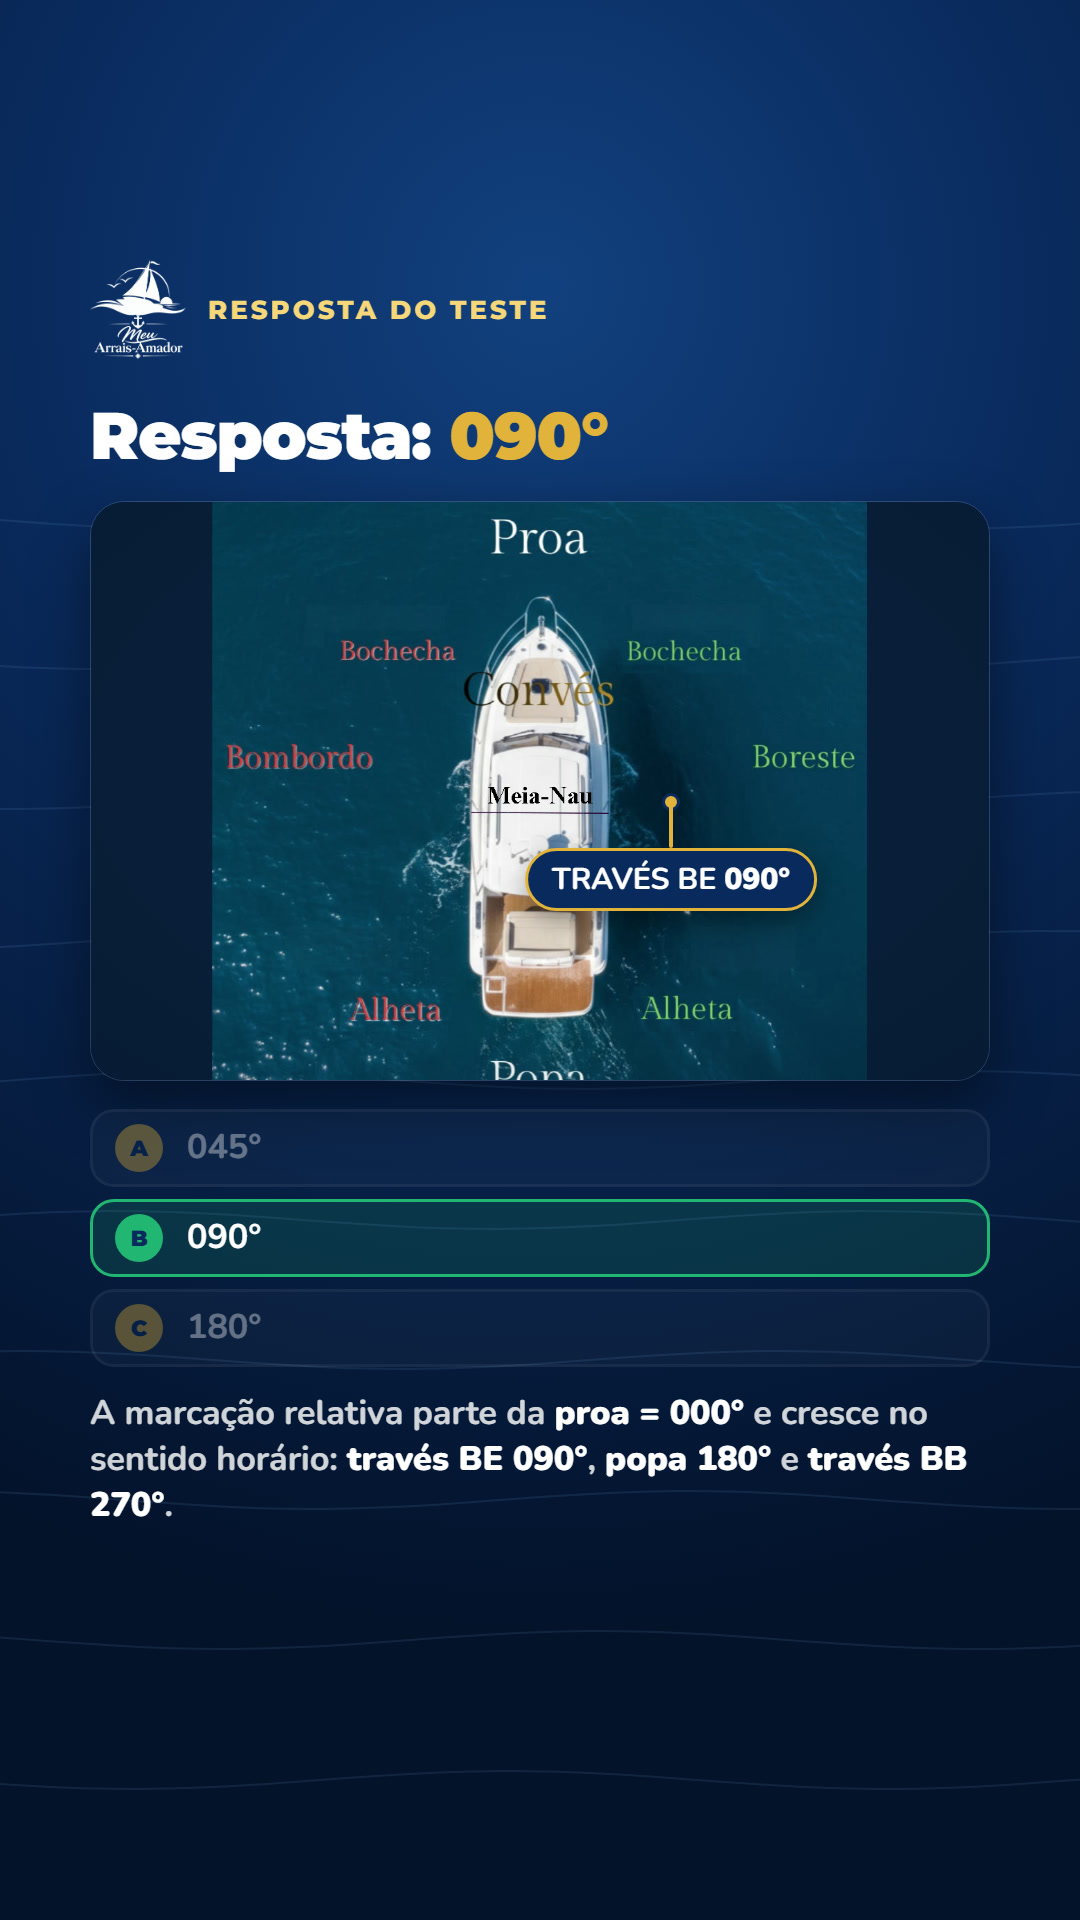 Meu
Arrais-Amador
RESPOSTA DO TESTE
Resposta: 090°
Proa
Bochecha
Bochecha
Convés
Bombordo
Boreste
Meia-Nau
TRAVÉS BE 090°
Alheta
Alheta
Popa
A 045°
B 090°
C 180°
A marcação relativa parte da proa = 000° e cresce no
sentido horário: través BE 090°, popa 180° e través BB
270°.